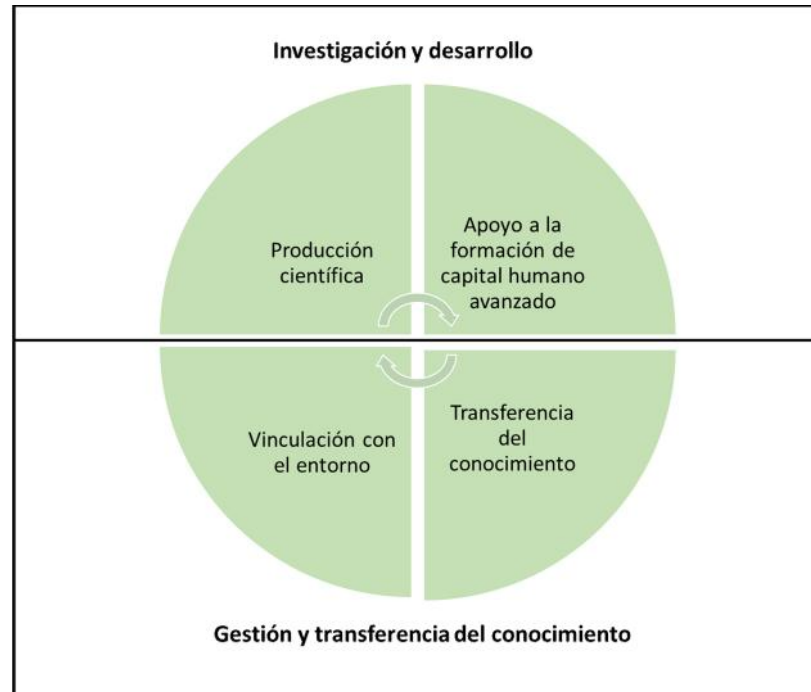 Investigación y desarrollo
Producción
científica
Apoyo a la
formación de
capital humano
avanzado
Vinculación con
el entorno
Transferencia
del
conocimiento
Gestión y transferencia del conocimiento